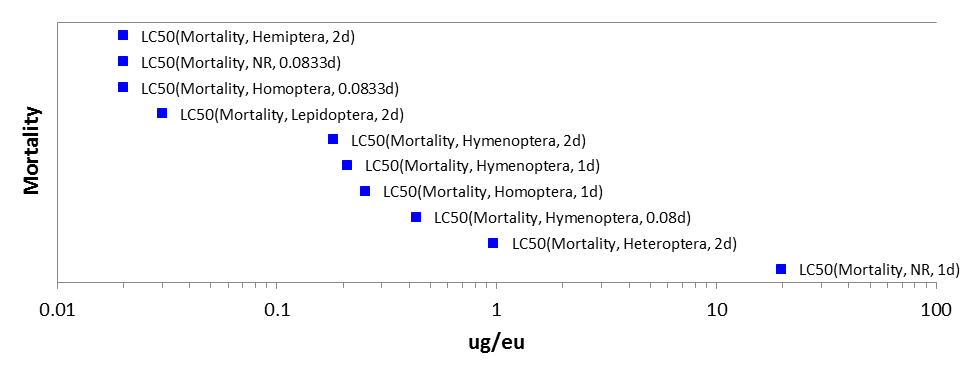 LC50(Mortality, Hemiptera, 2d)
LC50(Mortality, NR, 0.0833d)
LC50(Mortality, Homoptera, 0.0833d)
LC50(Mortality, Lepidoptera, 2d)
LC50(Mortality, Hymenoptera, 2d)
LC50(Mortality, Hymenoptera, 1d)
LC50(Mortality, Homoptera, 1d)
LC50(Mortality, Hymenoptera, 0.08d)
LC50(Mortality, Heteroptera, 2d)
LC50(Mortality, NR, 1d)
Mortality
0.01 0.1 1 10 100
ug/eu